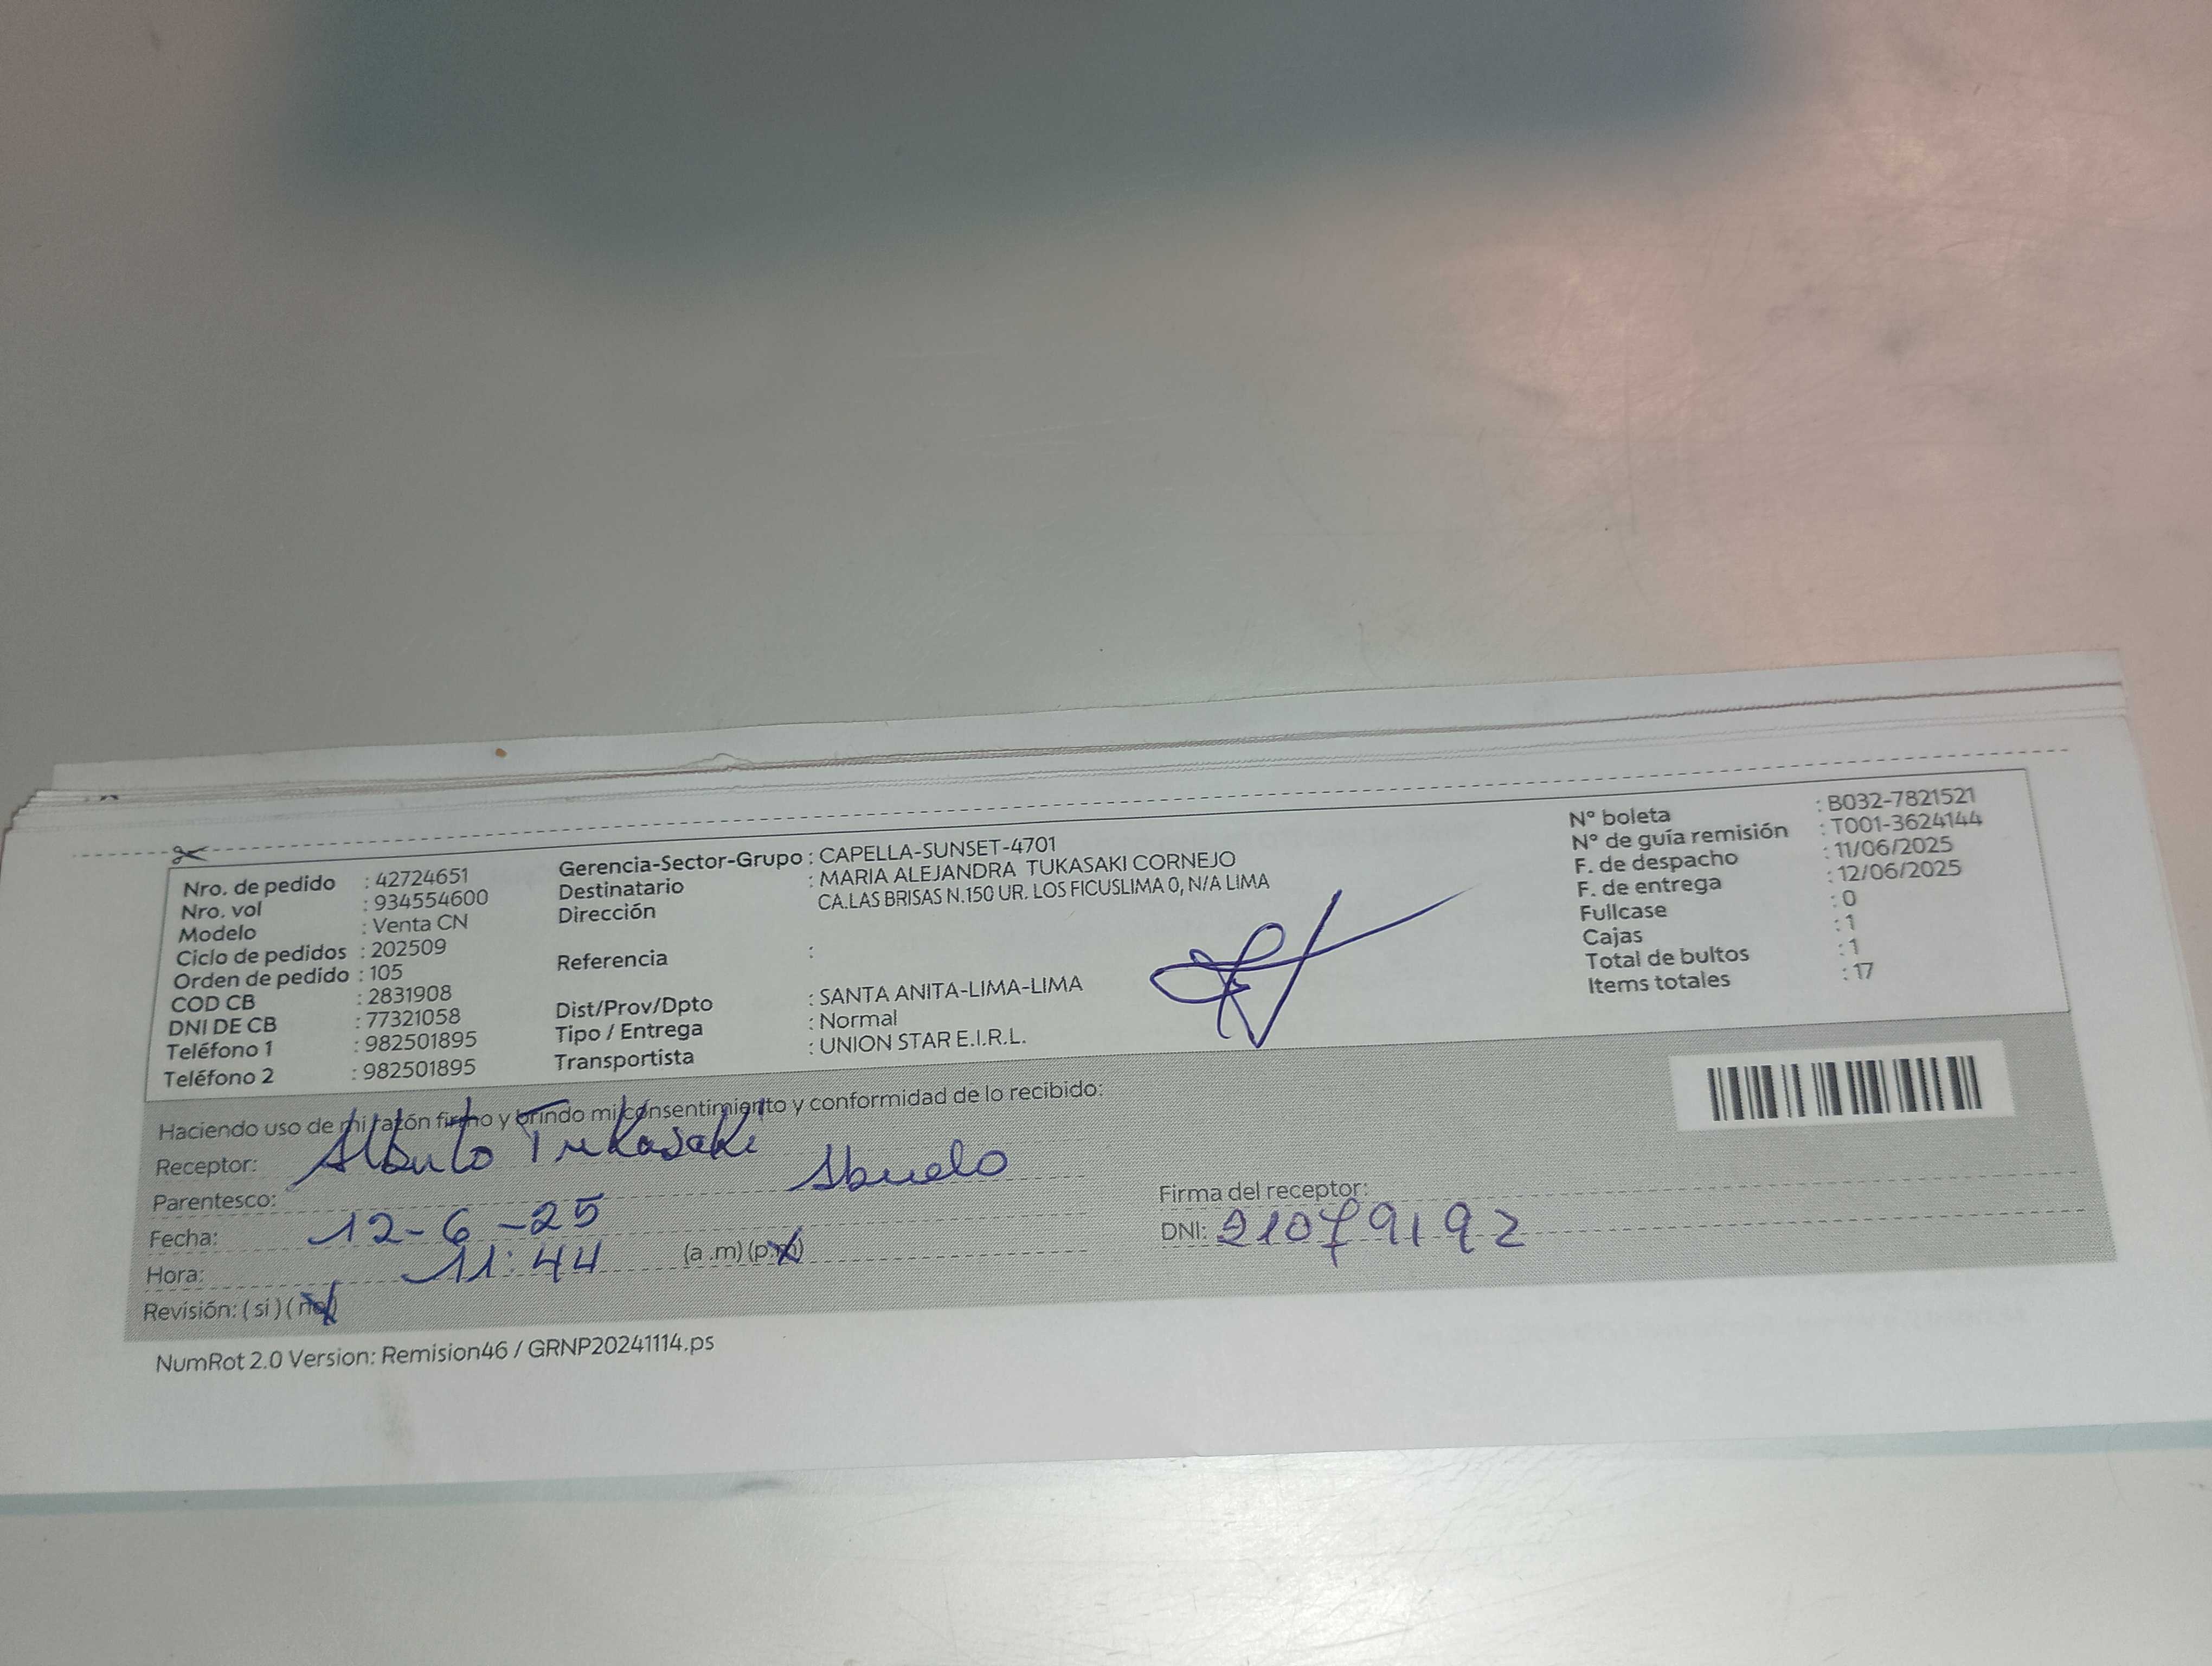 Nro. de pedido : 42724651
Nro. vol : 934554600
Modelo : Venta CN
Ciclo de pedidos : 202509
Orden de pedido : 105
COD CB : 2831908
DNI DE CB : 77321058
Teléfono 1 : 982501895
Teléfono 2 : 982501895
Gerencia-Sector-Grupo : CAPELLA-SUNSET-4701
Destinatario : MARIA ALEJANDRA TUKASAKI CORNEJO
Dirección CA.LAS BRISAS N.150 UR. LOS FICUSLIMA 0, N/A LIMA
Referencia :
Dist/Prov/Dpto : SANTA ANITA-LIMA-LIMA
Tipo / Entrega : Normal
Transportista : UNION STAR E.I.R.L.
N° boleta : B032-7821521
N° de guía remisión : T001-3624144
F. de despacho : 11/06/2025
F. de entrega : 12/06/2025
Fullcase : 0
Cajas : 1
Total de bultos : 1
Items totales : 17
Haciendo uso de mi razón firmo y brindo mi consentimiento y conformidad de lo recibido:
Receptor: Alberto Tukasaki
Parentesco: Abuelo
Fecha: 12-6-25
Hora: 11:44 (a.m) (p.m)
Revisión: ( si ) ( no )
Firma del receptor:
DNI: 21079192
NumRot 2.0 Version: Remision46 / GRNP20241114.ps